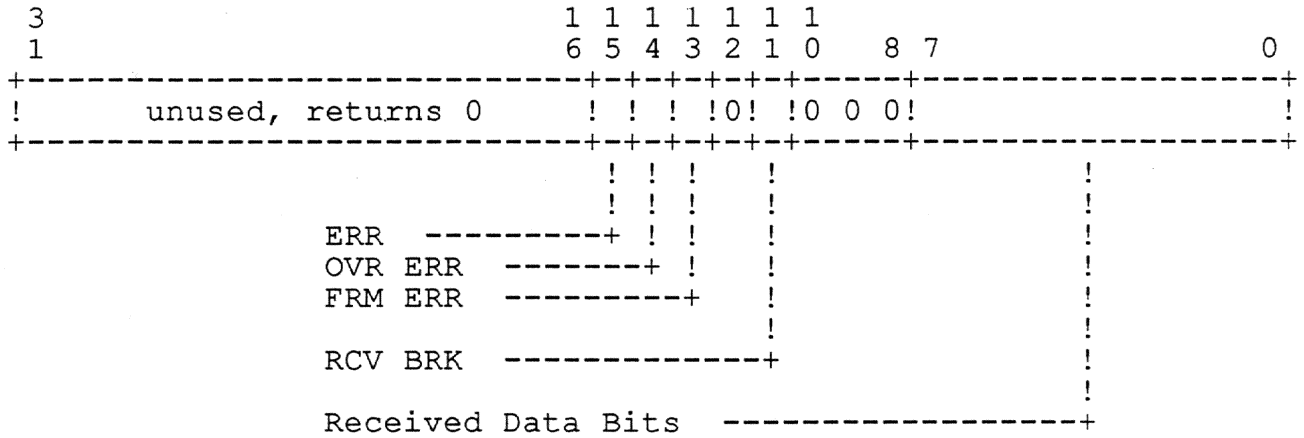 3                          1 1 1 1 1 1 1
1                          6 5 4 3 2 1 0   8 7                 0
+----------------------------+-+-+-+-+-+-----+------------------+
!      unused, returns 0     ! ! ! !0! !0 0 0!                  !
+----------------------------+-+-+-+-+-+-----+------------------+
! ! ! ! !
! ! ! ! !
ERR ---------+ ! ! ! !
OVR ERR -------+ ! ! !
FRM ERR ---------+ ! !
! !
RCV BRK -------------+ !
!
Received Data Bits -------------------+